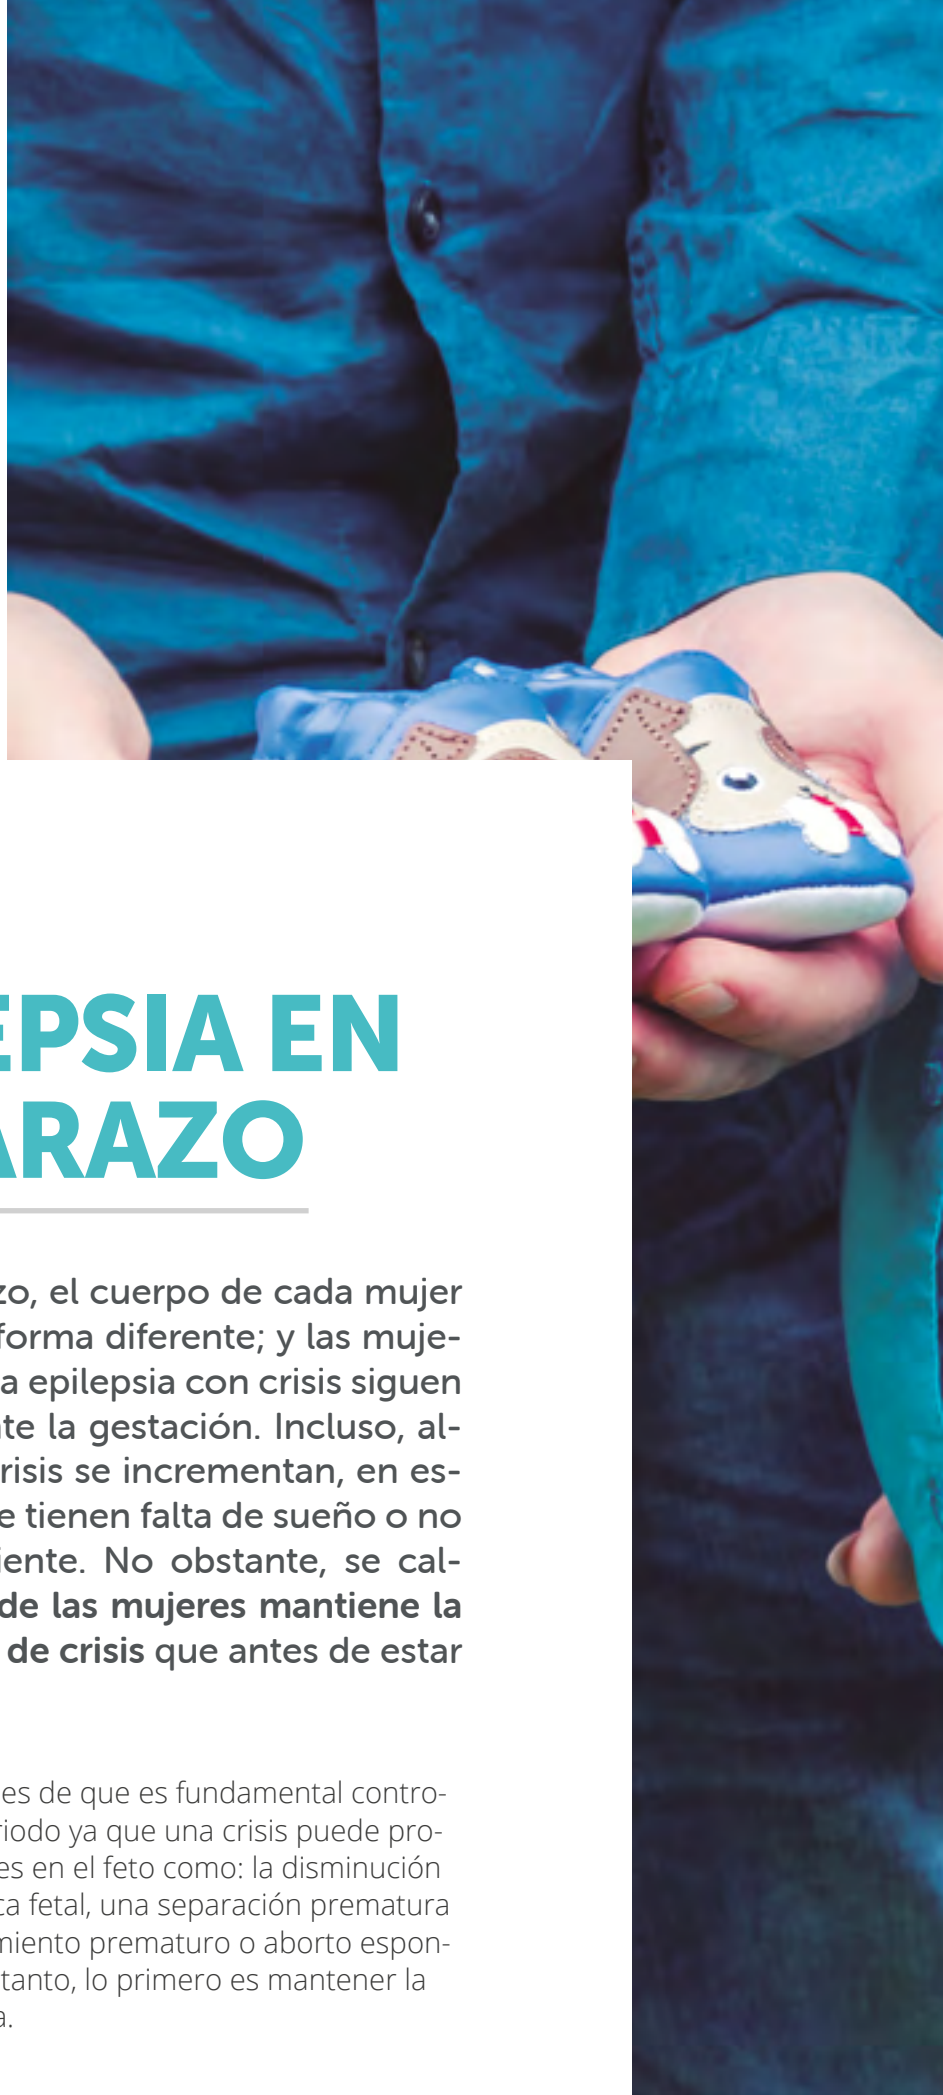 EPSIA EN
ARAZO
zo, el cuerpo de cada mujer
forma diferente; y las muje-
a epilepsia con crisis siguen
te la gestación. Incluso, al-
risis se incrementan, en es-
e tienen falta de sueño o no
iente. No obstante, se cal-
de las mujeres mantiene la
de crisis que antes de estar
es de que es fundamental contro-
riodo ya que una crisis puede pro-
es en el feto como: la disminución
ca fetal, una separación prematura
miento prematuro o aborto espon-
tanto, lo primero es mantener la
a.